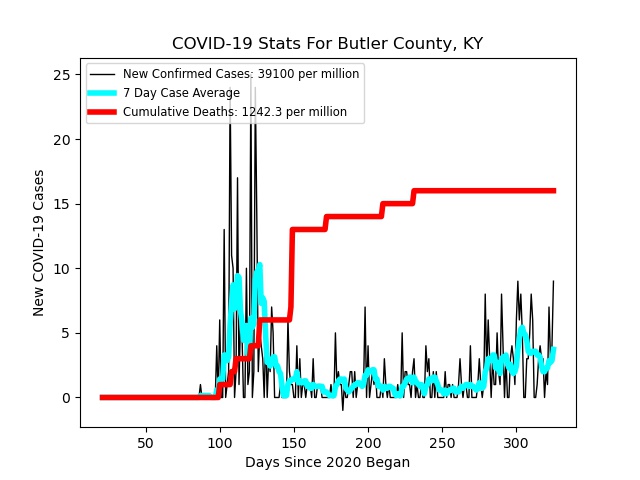 COVID-19 Stats For Butler County, KY
New Confirmed Cases: 39100 per million
7 Day Case Average
Cumulative Deaths: 1242.3 per million
New COVID-19 Cases
25
20
15
10
5
0
50 100 150 200 250 300
Days Since 2020 Began